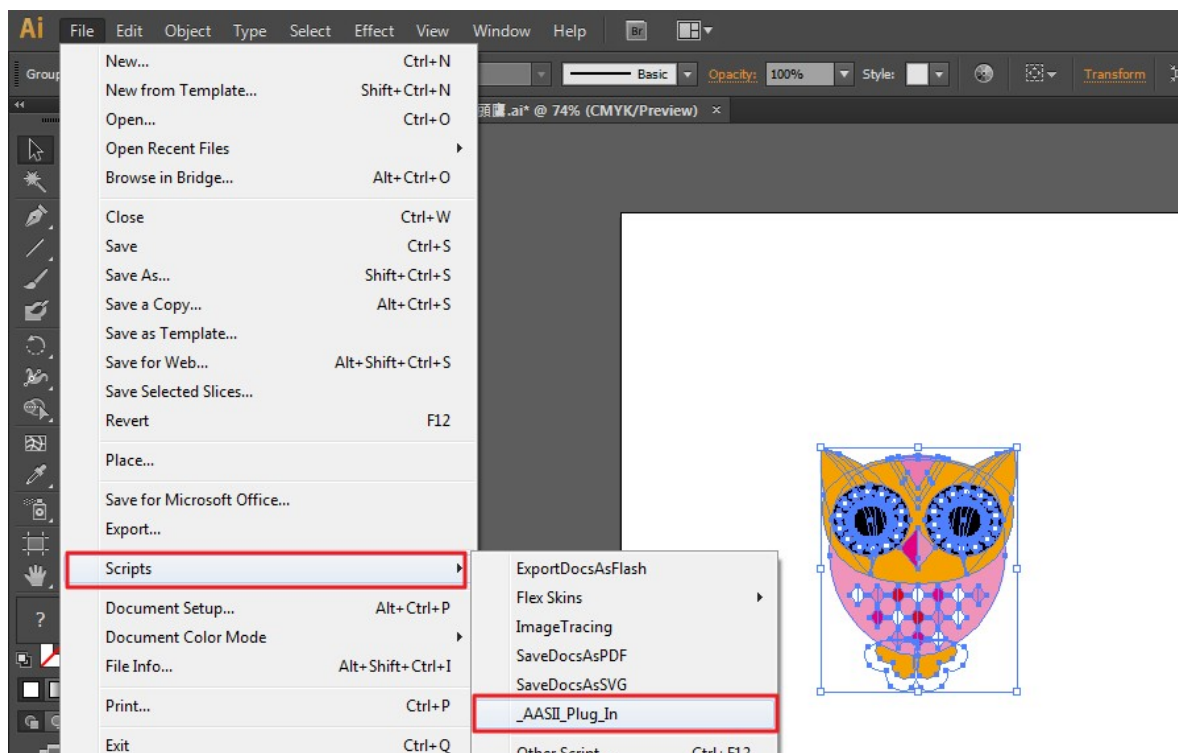 Ai File Edit Object Type Select Effect View Window Help Br
Group Basic Opacity: 100% Style: Transform
頭鷹.ai* @ 74% (CMYK/Preview) ×
New... Ctrl+N
New from Template... Shift+Ctrl+N
Open... Ctrl+O
Open Recent Files
Browse in Bridge... Alt+Ctrl+O
Close Ctrl+W
Save Ctrl+S
Save As... Shift+Ctrl+S
Save a Copy... Alt+Ctrl+S
Save as Template...
Save for Web... Alt+Shift+Ctrl+S
Save Selected Slices...
Revert F12
Place...
Save for Microsoft Office...
Export...
Scripts
Document Setup... Alt+Ctrl+P
Document Color Mode
File Info... Alt+Shift+Ctrl+I
Print... Ctrl+P
Exit Ctrl+Q
ExportDocsAsFlash
Flex Skins
ImageTracing
SaveDocsAsPDF
SaveDocsAsSVG
_AASII_Plug_In
Other Script... Ctrl+F12
?